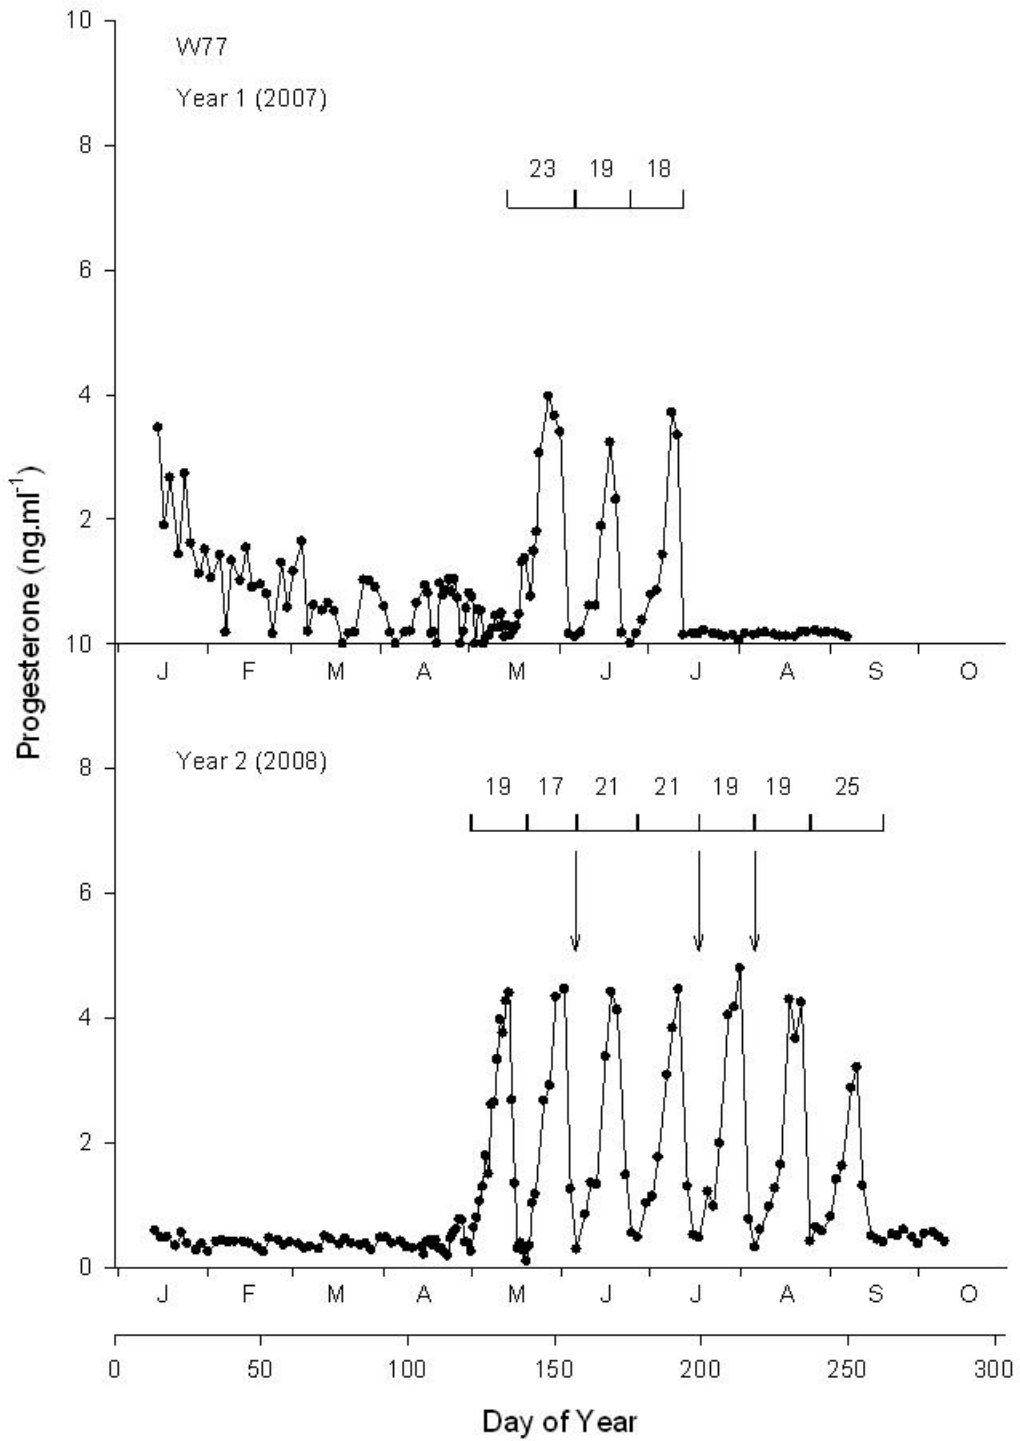 10
W77
Year 1 (2007)
8
23 19 18
6
4
2
10
J F M A M J J A S O
Progesterone (ng.ml-1)
Year 2 (2008)
8
19 17 21 21 19 19 25
6
4
2
0
J F M A M J J A S O
0 50 100 150 200 250 300
Day of Year